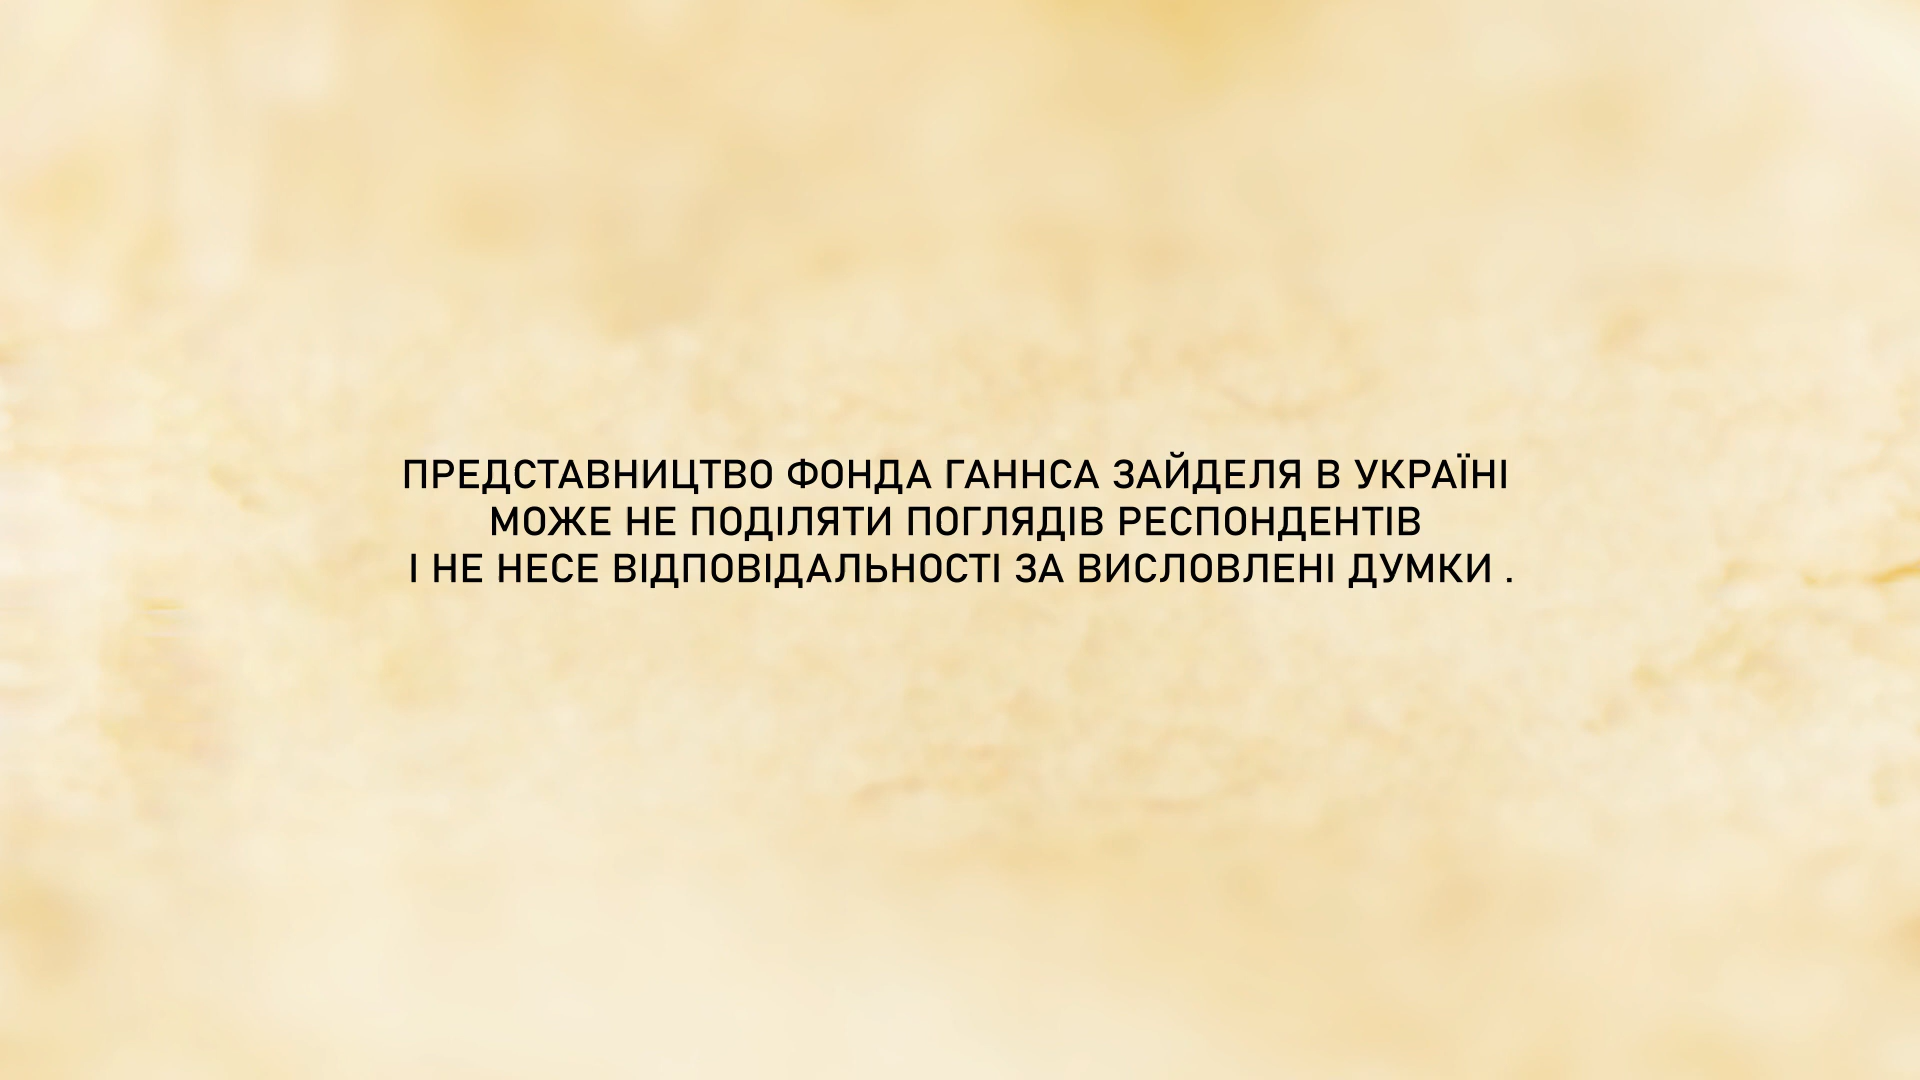 ПРЕДСТАВНИЦТВО ФОНДА ГАННСА ЗАЙДЕЛЯ В УКРАЇНІ
МОЖЕ НЕ ПОДІЛЯТИ ПОГЛЯДІВ РЕСПОНДЕНТІВ
І НЕ НЕСЕ ВІДПОВІДАЛЬНОСТІ ЗА ВИСЛОВЛЕНІ ДУМКИ .